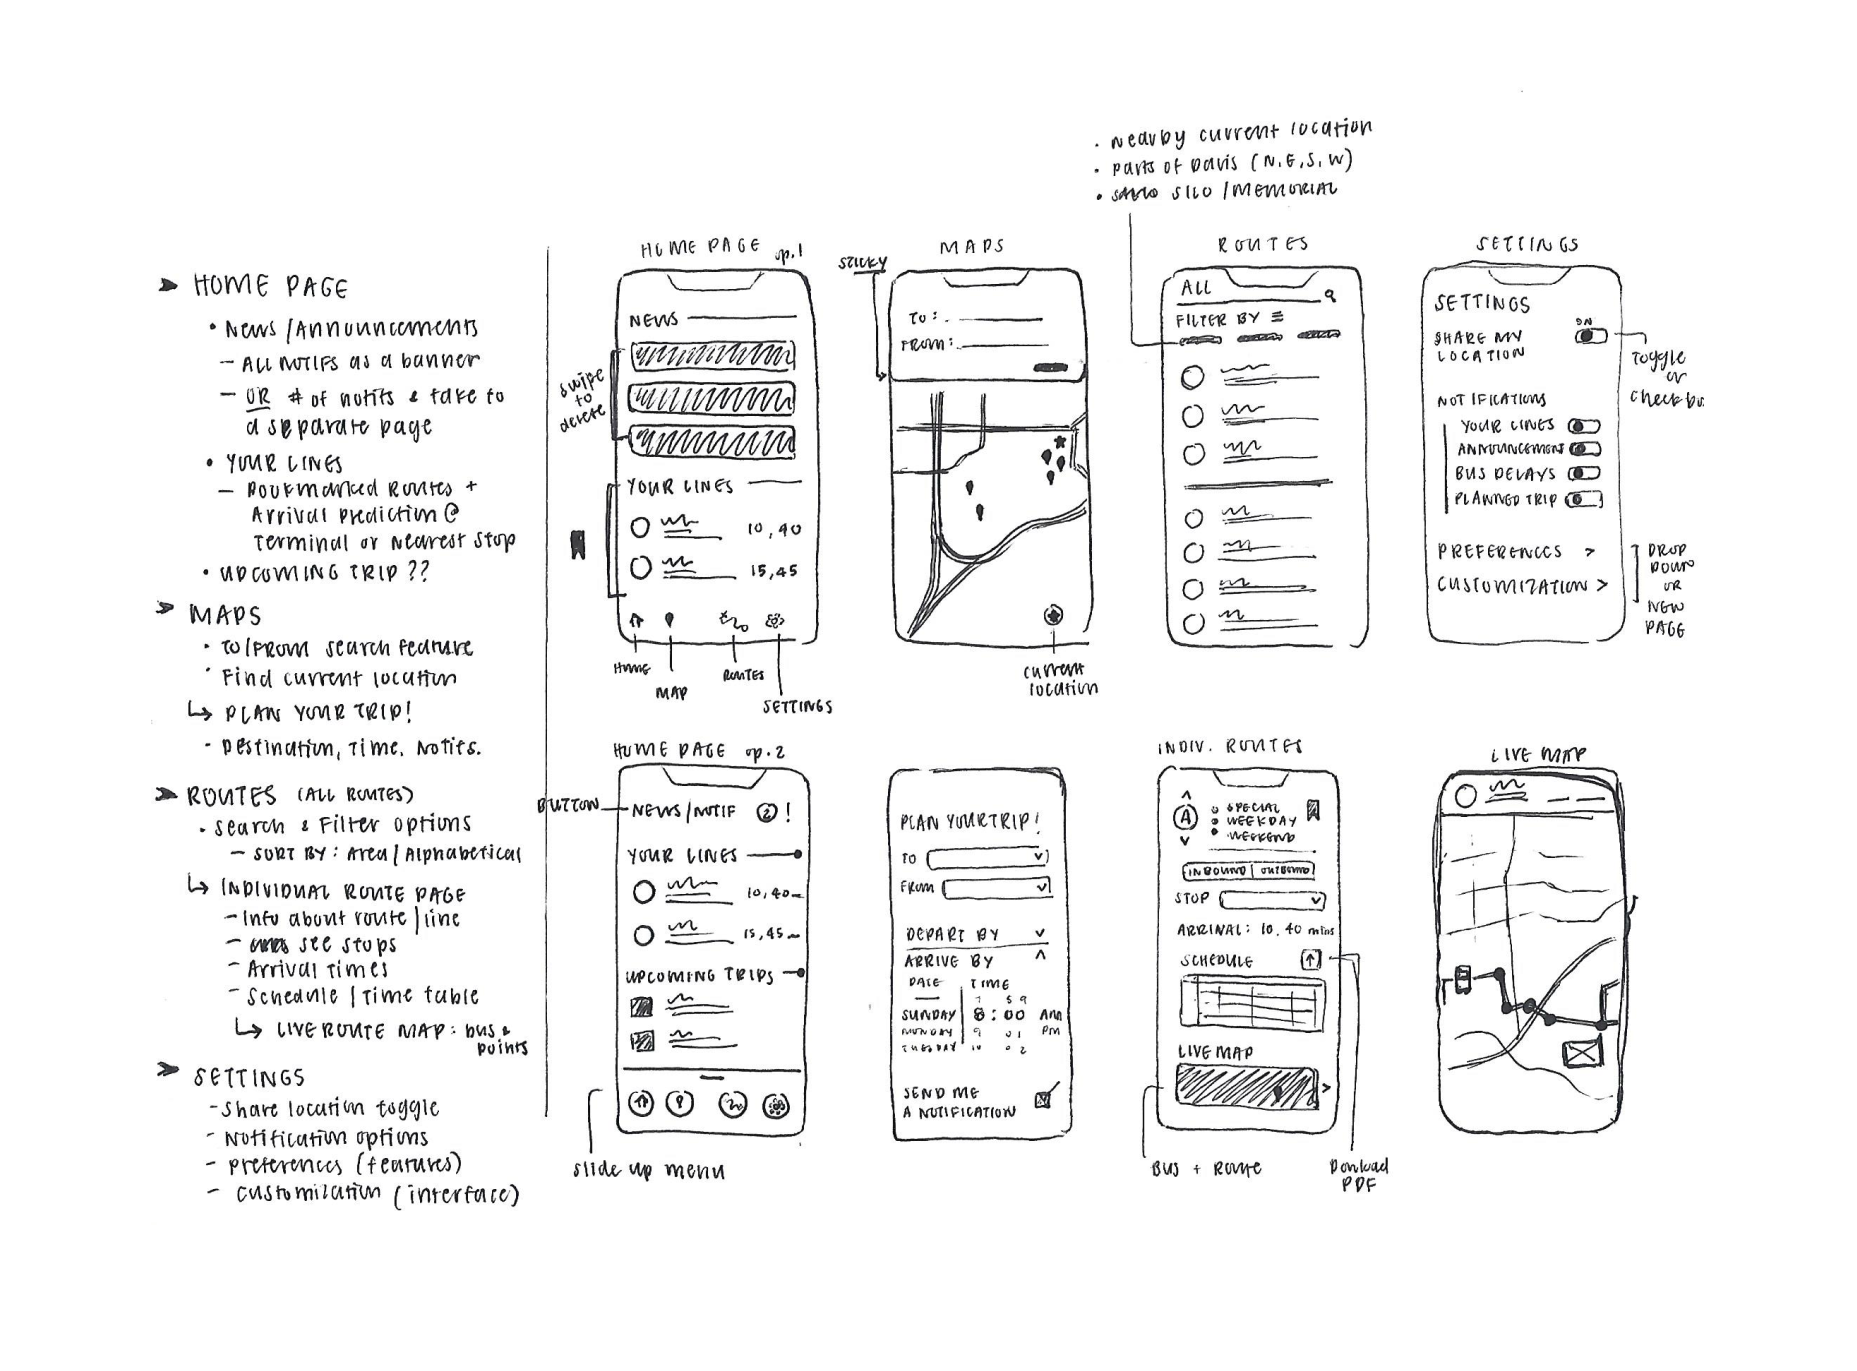 HOME PAGE
• News/Announcements
- ALL NOTIFS as a banner
- OR # of notifs & take to
a separate page
• YOUR LINES
- Bookmarked Routes +
Arrival prediction @
Terminal or Nearest Stop
• UPCOMING TRIP ??
MAPS
• TO/FROM search feature
• Find current location
↳ PLAN YOUR TRIP!
- Destination, Time, Notifs.
ROUTES (ALL ROUTES)
• Search & Filter options
- SORT BY: Area / Alphabetical
↳ INDIVIDUAL ROUTE PAGE
- Info about route/line
- see stops
- Arrival Times
- Schedule / Time table
↳ LIVE ROUTE MAP: bus &
points
SETTINGS
- Share location toggle
- Notification options
- preferences (features)
- customization (interface)
HOME PAGE op. 1
NEWS
swipe
to
delete
YOUR LINES
10, 40
15, 45
HOME
MAP
ROUTES
SETTINGS
MAPS
STICKY
TO:
FROM:
current
location
• Nearby current location
• parts of Davis (N, E, S, W)
• SILO / MEMORIAL
ROUTES
ALL
FILTER BY
SETTINGS
SETTINGS
ON
SHARE MY
LOCATION
Toggle
or
check bo
NOTIFICATIONS
YOUR LINES
ANNOUNCEMENT
BUS DELAYS
PLANNED TRIP
PREFERENCES >
CUSTOMIZATION >
DROP
DOWN
OR
NEW
PAGE
HOME PAGE op. 2
BUTTON
NEWS/NOTIF 2 !
YOUR LINES
10, 40
15, 45
UPCOMING TRIPS
slide up menu
PLAN YOUR TRIP!
TO
FROM
DEPART BY
ARRIVE BY
DATE TIME
7 59
SUNDAY 8:00 AM
MONDAY 9 01 PM
TUESDAY 10 02
SEND ME
A NOTIFICATION
INDIV. ROUTES
A
SPECIAL
WEEKDAY
WEEKEND
INBOUND | OUTBOUND
STOP
ARRIVAL: 10, 40 mins
SCHEDULE
LIVE MAP
BUS + ROUTE
Download
PDF
LIVE MAP